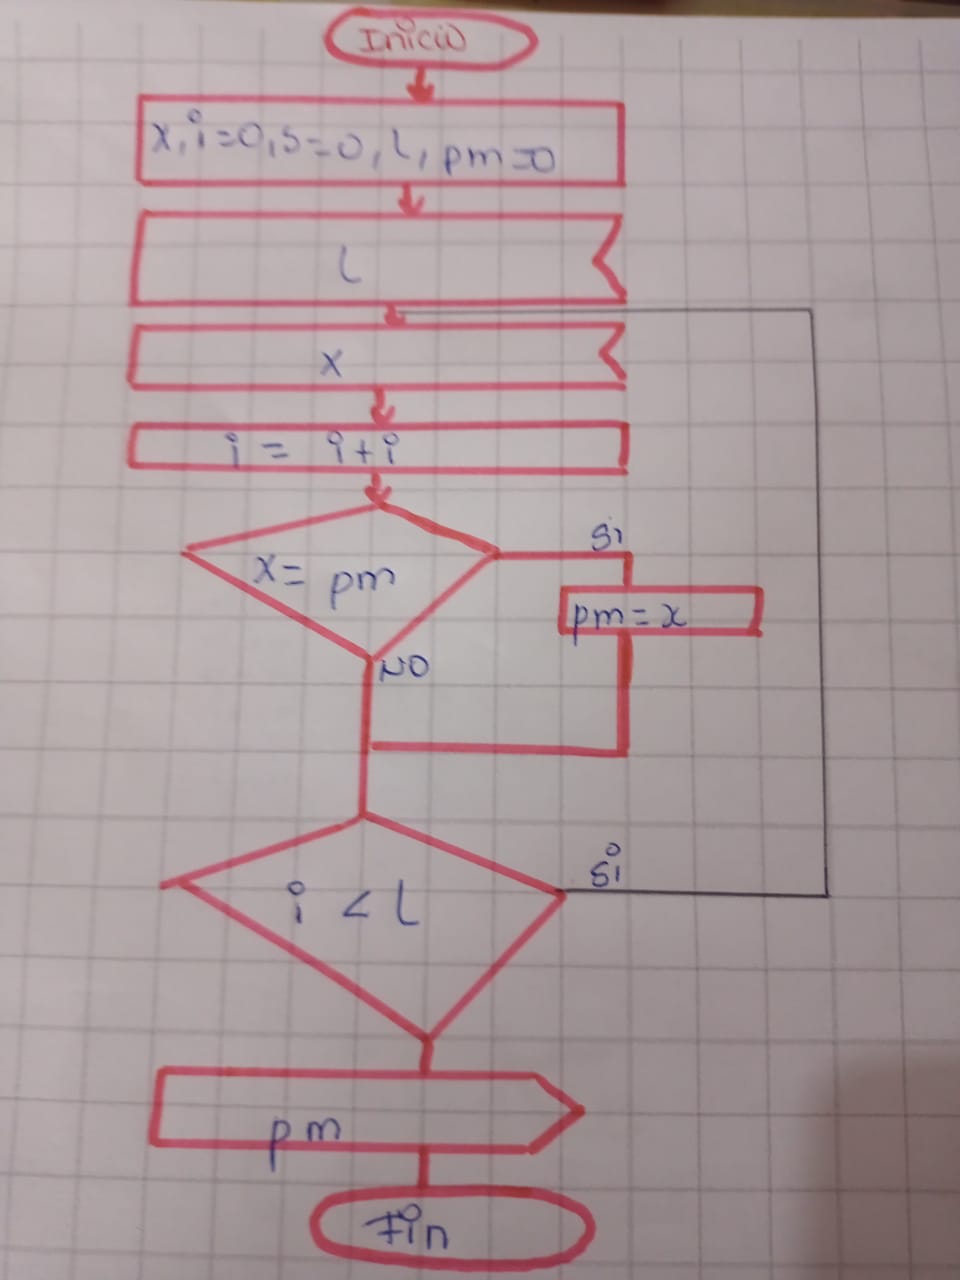 Inicio
x, i=0, s=0, L, pm=0
L
x
i = i+i
x= pm
si
pm = x
NO
i < L
si
pm
Fin